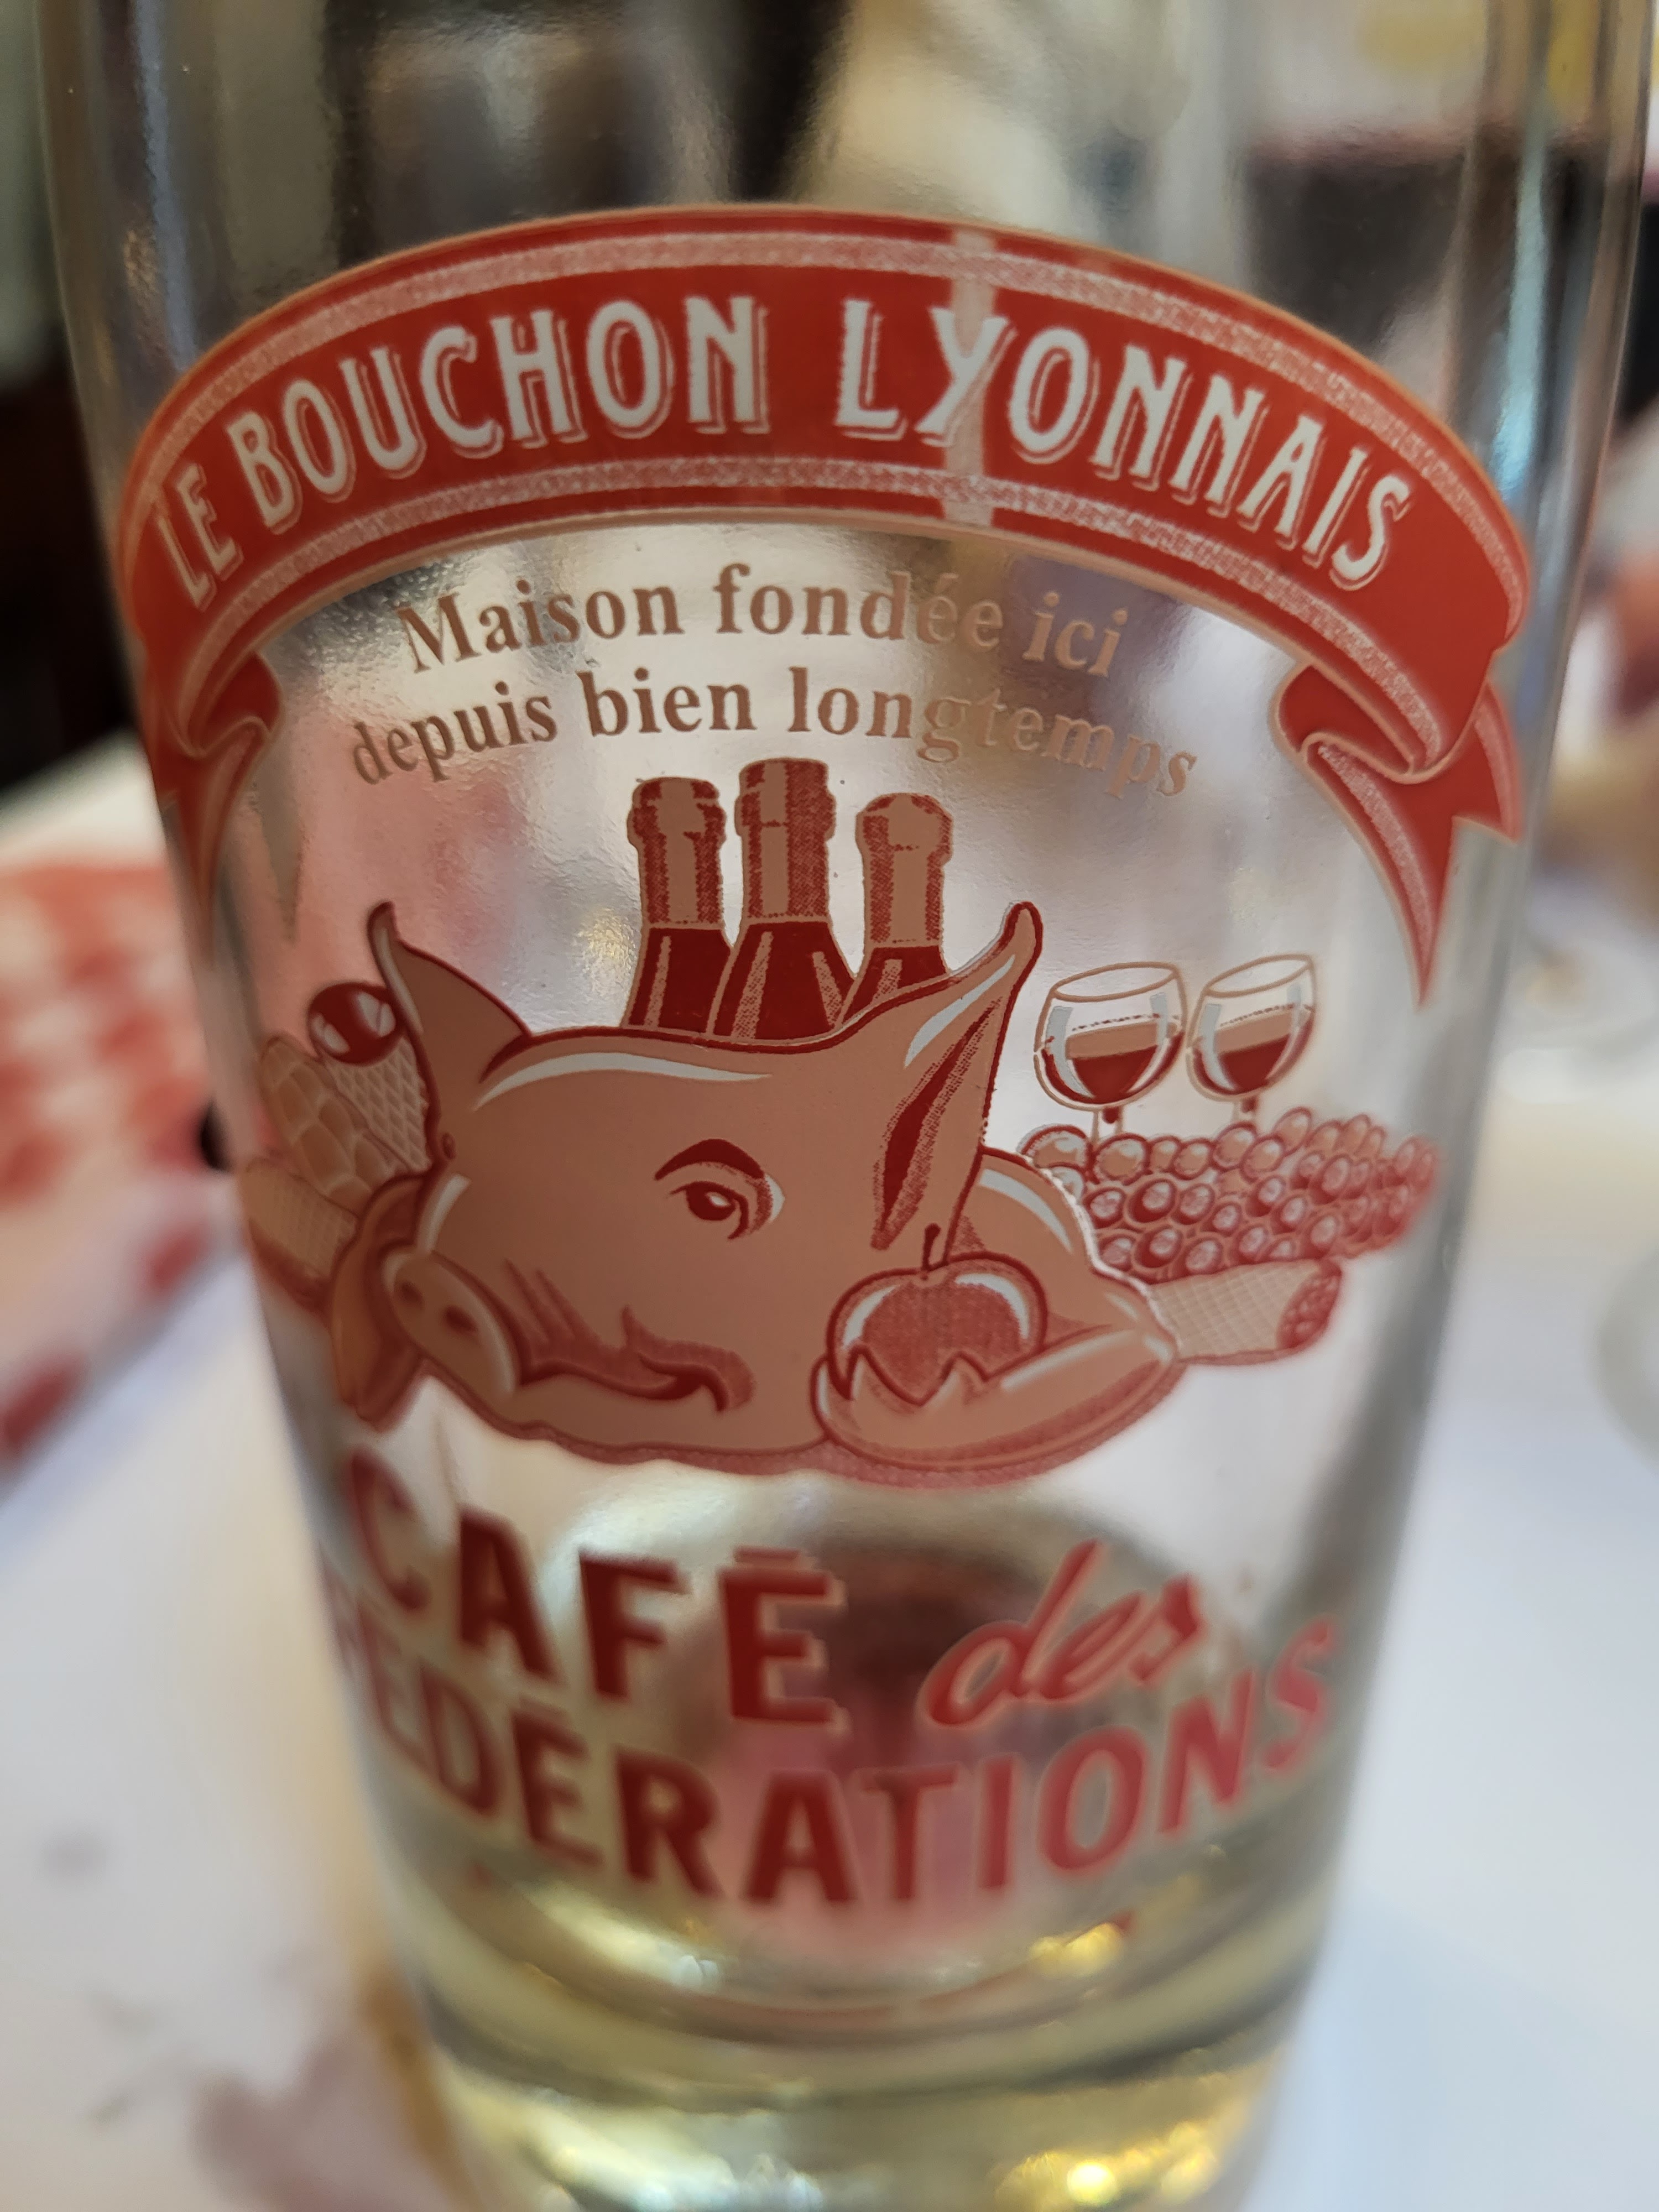 LE BOUCHON LYONNAIS
Maison fondée ici
depuis bien longtemps
CAFÉ des
FÉDÉRATIONS